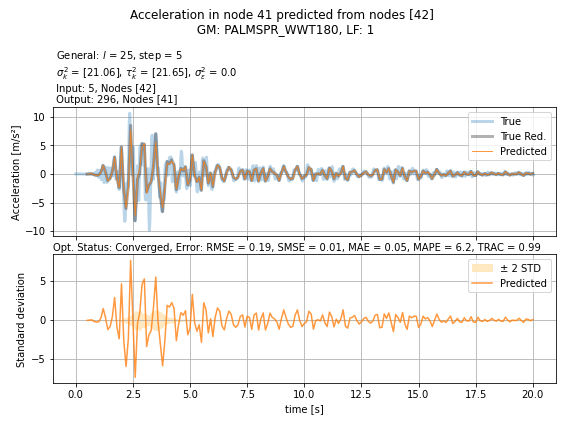 Acceleration in node 41 predicted from nodes [42]
GM: PALMSPR_WWT180, LF: 1
General: l = 25, step = 5
σ²ₖ = [21.06], τ²ₖ = [21.65], σ²ε = 0.0
Input: 5, Nodes [42]
Output: 296, Nodes [41]
Acceleration [m/s²]
10
5
0
−5
−10
True
True Red.
Predicted
Opt. Status: Converged, Error: RMSE = 0.19, SMSE = 0.01, MAE = 0.05, MAPE = 6.2, TRAC = 0.99
Standard deviation
5
0
−5
± 2 STD
Predicted
0.0 2.5 5.0 7.5 10.0 12.5 15.0 17.5 20.0
time [s]